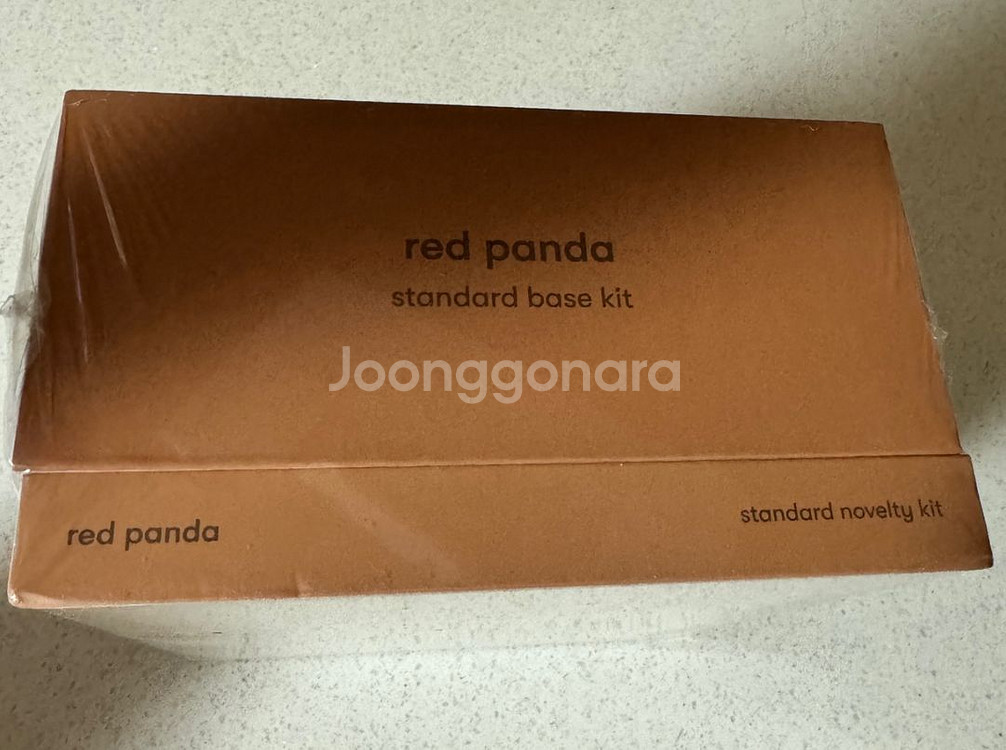 red panda
standard base kit
Joonggonara
red panda
standard novelty kit